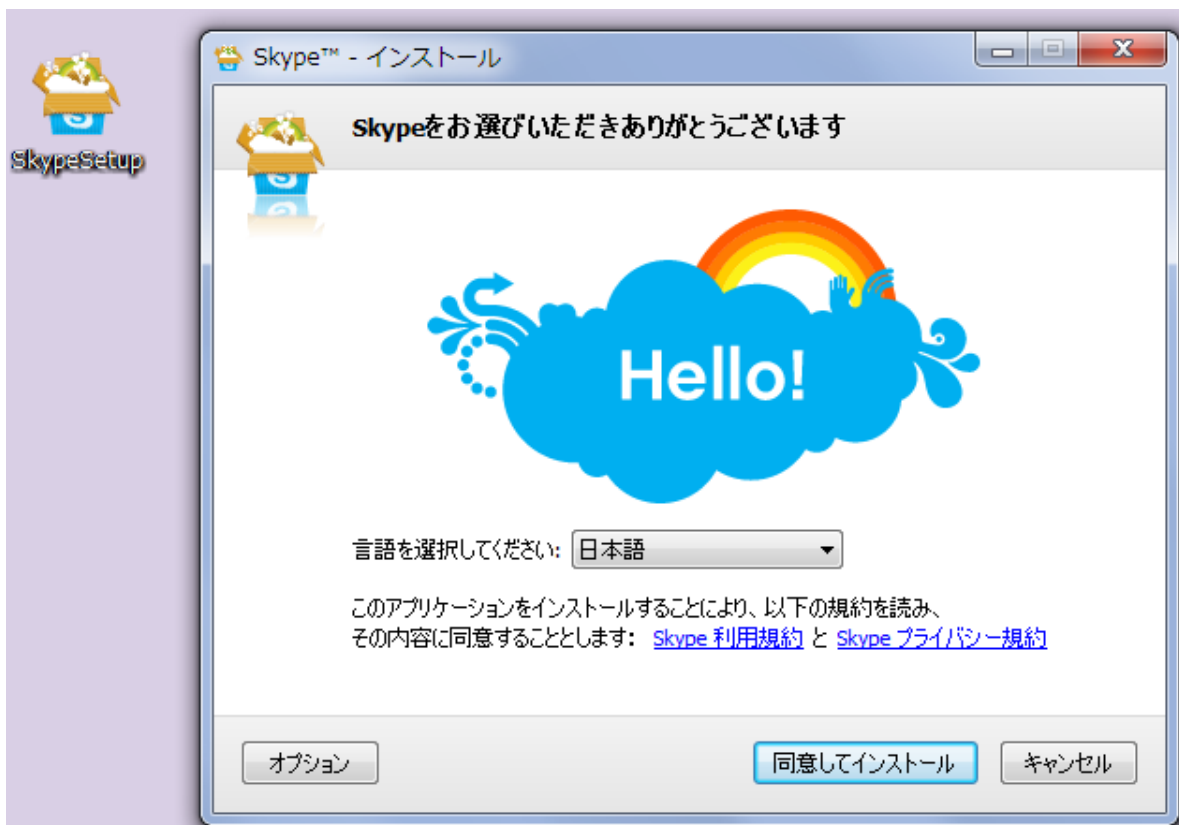 SkypeSetup
Skype™ - インストール
Skypeをお選びいただきありがとうございます
Hello!
言語を選択してください: 日本語
このアプリケーションをインストールすることにより、以下の規約を読み、
その内容に同意することとします: Skype 利用規約 と Skype プライバシー規約
オプション 同意してインストール キャンセル